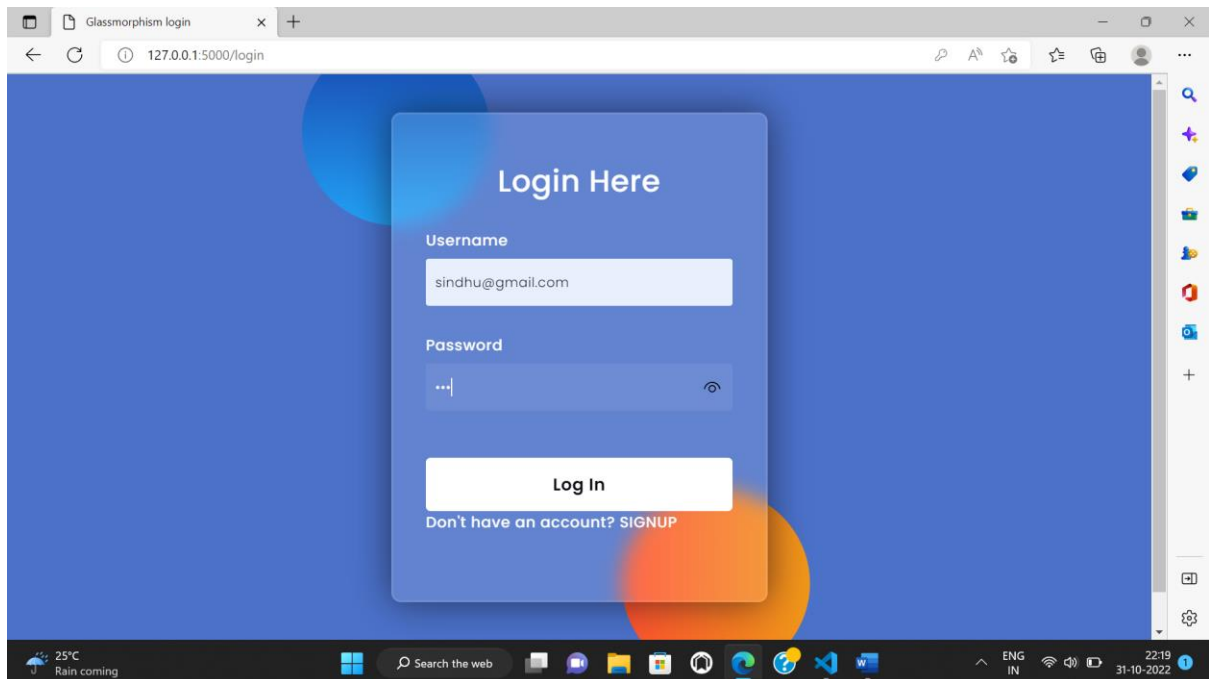 Glassmorphism login
127.0.0.1:5000/login
Login Here
Username
sindhu@gmail.com
Password
Log In
Don't have an account? SIGNUP
25°C
Rain coming
Search the web
ENG
IN
22:19
31-10-2022
1